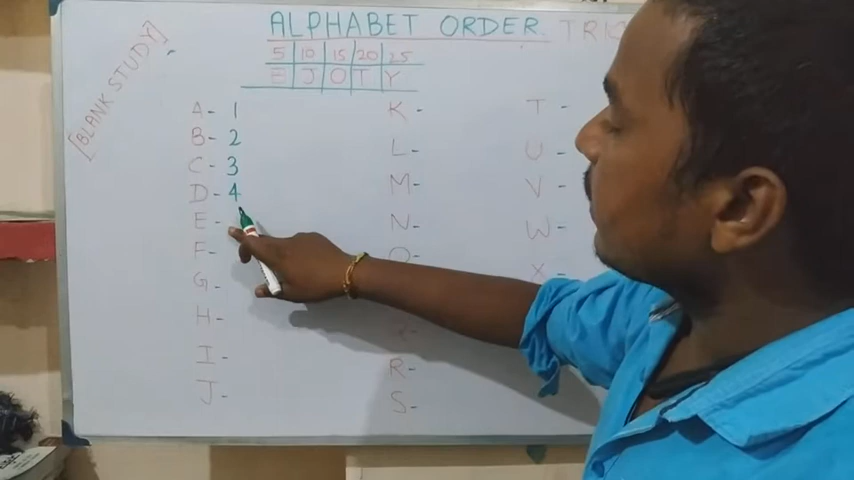 ALPHABET ORDER TRIC
[BLANK STUDY]
5 10 15 20 25
E J O T Y
A- 1
B- 2
C- 3
D- 4
E-
F-
G-
H-
I-
J-
K-
L-
M-
N-
O-
R-
S-
T-
U-
V-
W-
X-